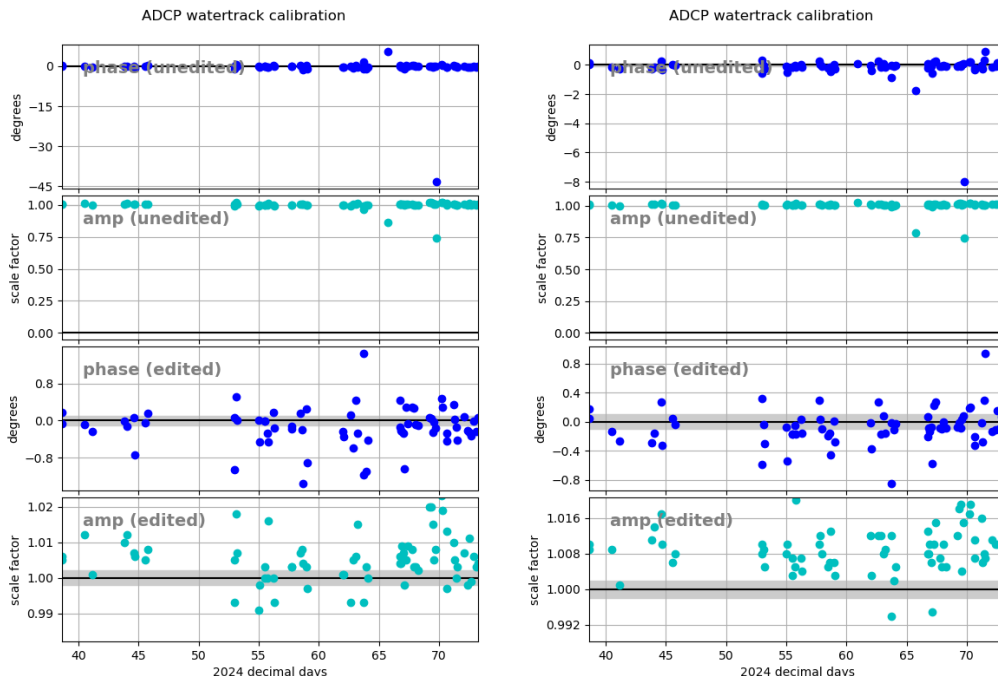 ADCP watertrack calibration
phase (unedited)
degrees
0
−15
−30
−45
amp (unedited)
scale factor
1.00
0.75
0.50
0.25
0.00
phase (edited)
degrees
0.8
0.0
−0.8
amp (edited)
scale factor
1.02
1.01
1.00
0.99
40 45 50 55 60 65 70
2024 decimal days
ADCP watertrack calibration
phase (unedited)
degrees
0
−2
−4
−6
−8
amp (unedited)
scale factor
1.00
0.75
0.50
0.25
0.00
phase (edited)
degrees
0.8
0.4
0.0
−0.4
−0.8
amp (edited)
scale factor
1.016
1.008
1.000
0.992
40 45 50 55 60 65 70
2024 decimal days